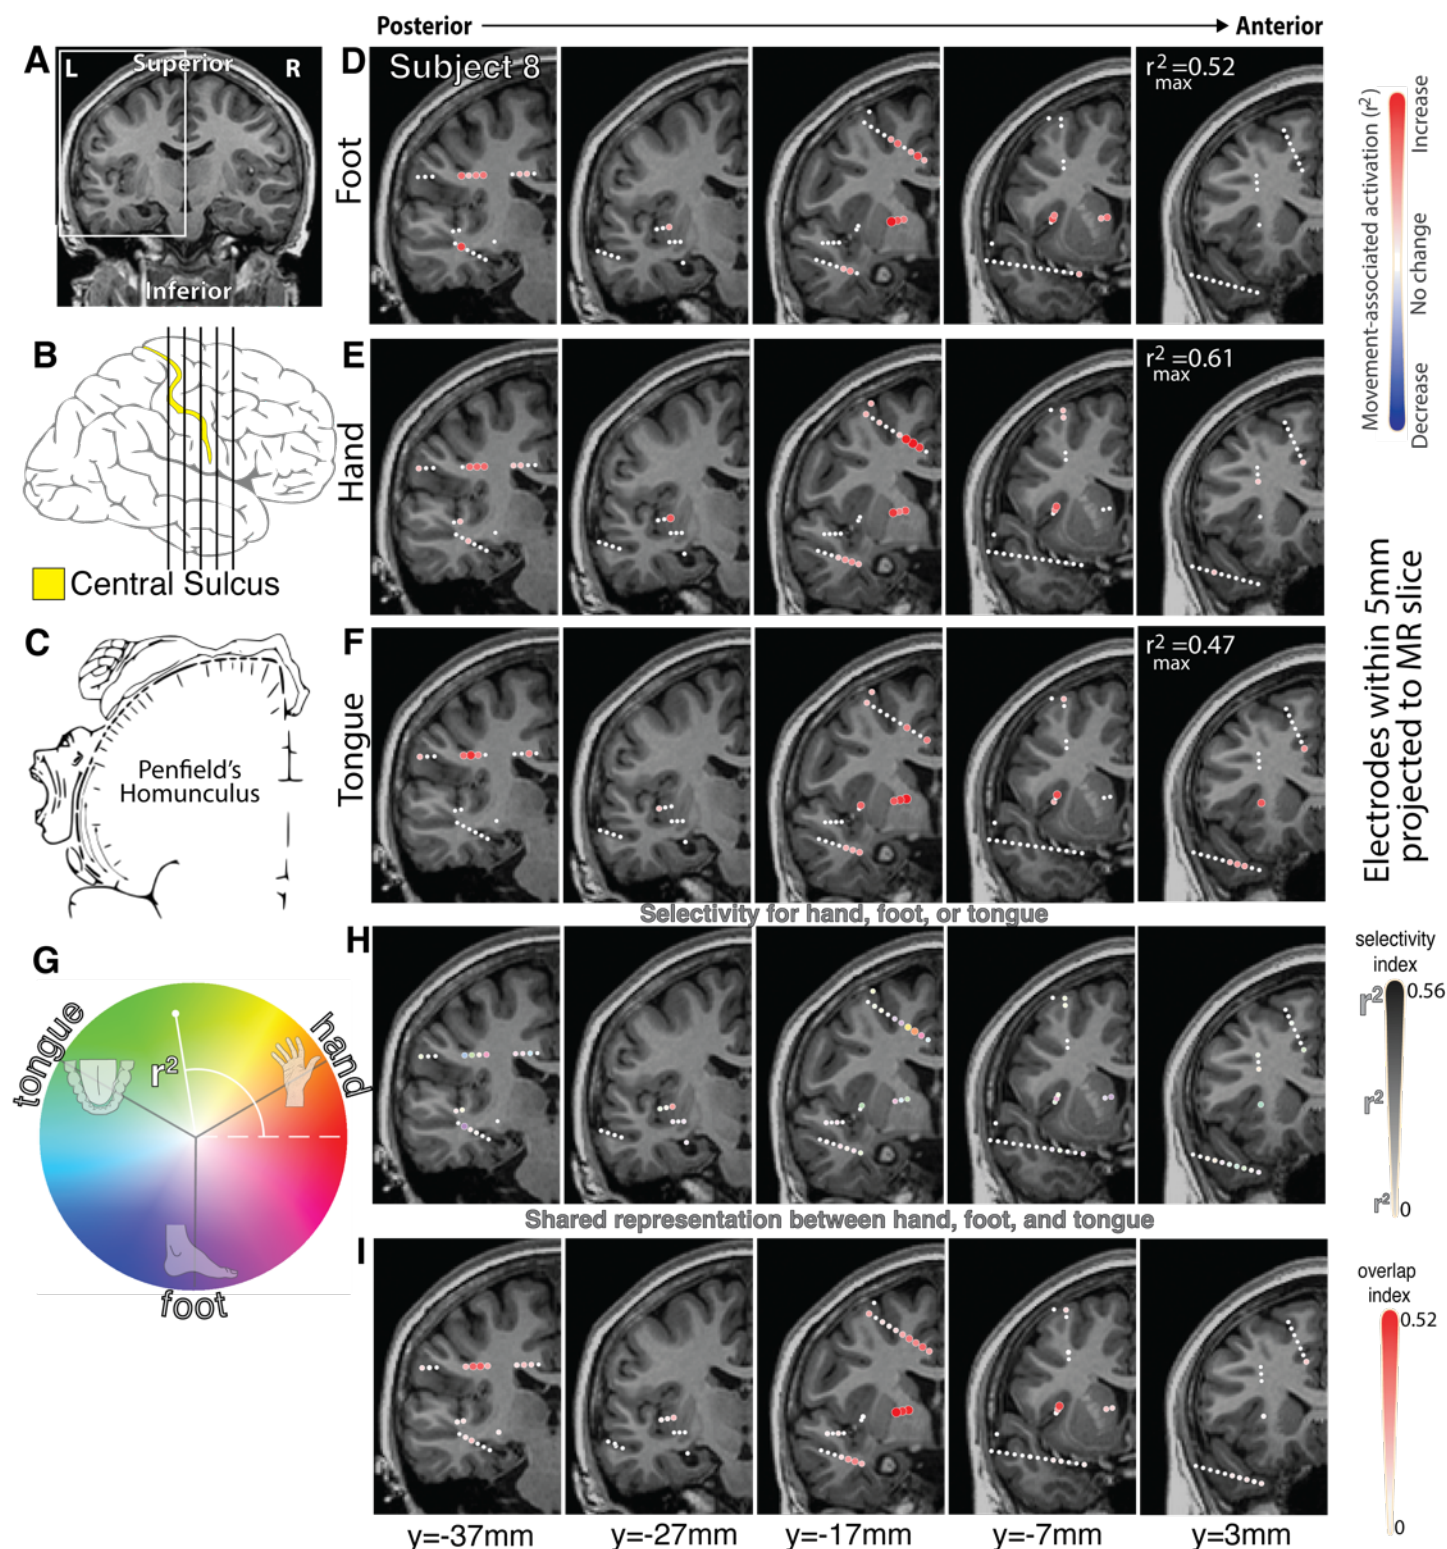 Posterior
Anterior
A
L
Superior
R
Inferior
B
Central Sulcus
C
Penfield's
Homunculus
D
Subject 8
r²max=0.52
Foot
E
r²max=0.61
Hand
F
r²max=0.47
Tongue
Movement-associated activation (r²)
Decrease
No change
Increase
Electrodes within 5mm
projected to MR slice
G
tongue
hand
foot
r²
Selectivity for hand, foot, or tongue
H
selectivity
index
r²
0.56
r²
r²
0
Shared representation between hand, foot, and tongue
I
overlap
index
0.52
0
y=-37mm
y=-27mm
y=-17mm
y=-7mm
y=3mm